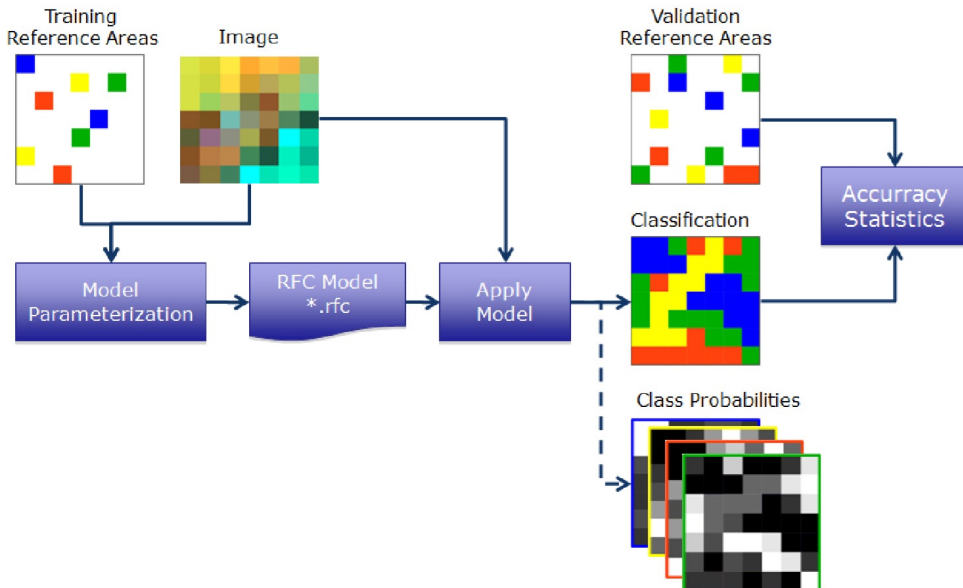 Training
Reference Areas
Image
Validation
Reference Areas
Accurracy
Statistics
Classification
Model
Parameterization
RFC Model
*.rfc
Apply
Model
Class Probabilities